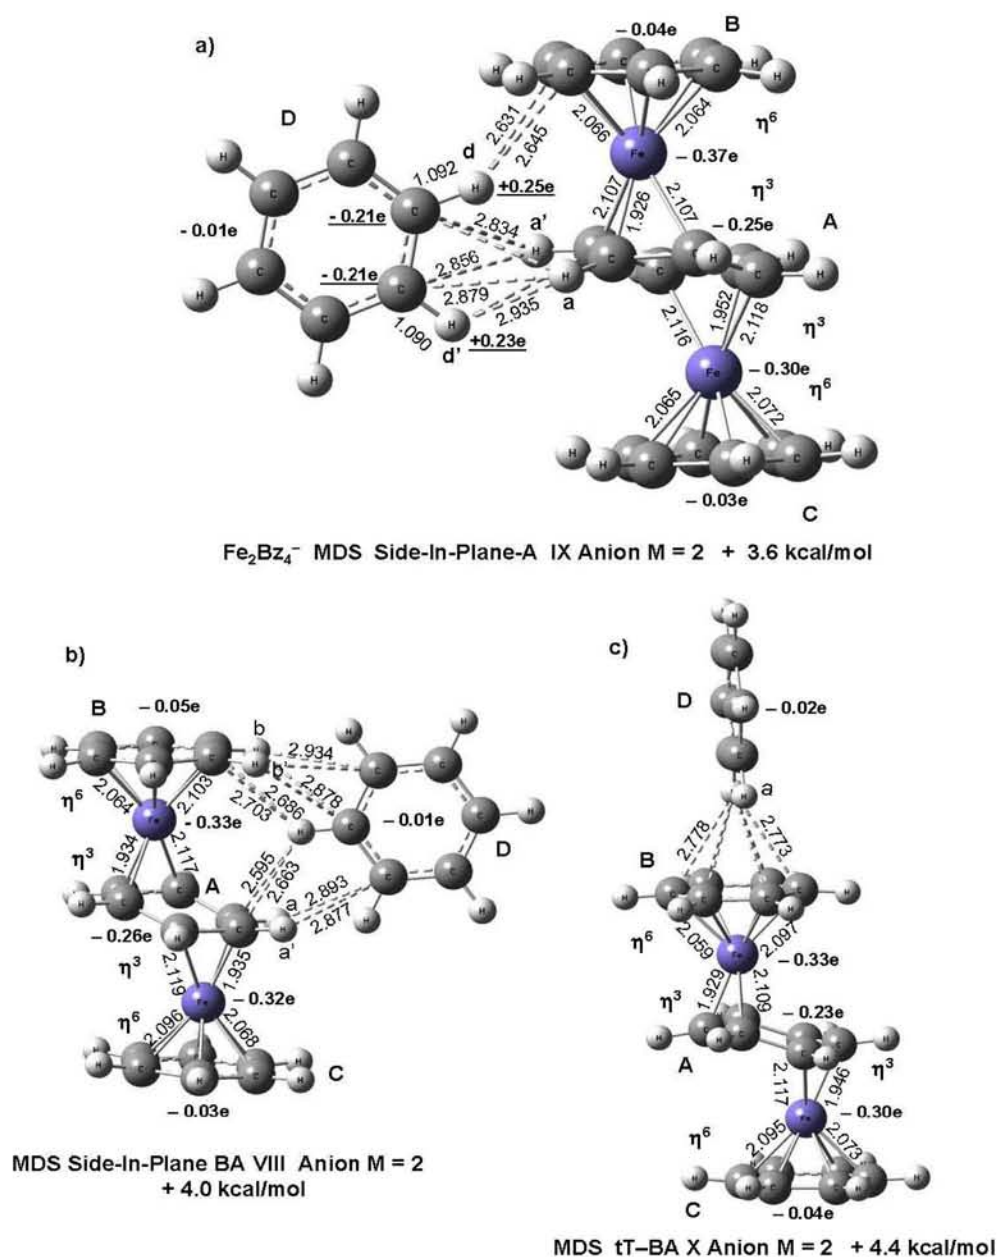 a)
− 0.04e
B
D
2.631
2.645
2.066
2.064
η⁶
d
1.092
+0.25e
Fe
− 0.37e
η³
− 0.21e
2.834
a'
2.107
1.926
2.107
− 0.25e
A
- 0.01e
− 0.21e
2.856
2.879
a
2.935
1.090
d'
+0.23e
2.116
1.952
2.118
η³
Fe
− 0.30e
η⁶
2.065
2.072
− 0.03e
C
Fe₂Bz₄⁻ MDS Side-In-Plane-A IX Anion M = 2 + 3.6 kcal/mol
b)
B
− 0.05e
b
2.934
b'
2.064
2.103
2.686
2.703
2.878
η⁶
Fe
- 0.33e
− 0.01e
D
η³
1.934
2.117
A
2.595
2.663
a
2.893
2.877
a'
− 0.26e
η³
2.119
1.935
Fe
− 0.32e
η⁶
2.096
2.068
C
− 0.03e
MDS Side-In-Plane BA VIII Anion M = 2
+ 4.0 kcal/mol
c)
D
− 0.02e
a
2.778
2.773
B
η⁶
2.059
2.097
Fe
− 0.33e
η³
1.929
2.109
− 0.23e
A
2.117
1.946
η³
Fe
− 0.30e
η⁶
2.095
2.073
C
− 0.04e
MDS tT–BA X Anion M = 2 + 4.4 kcal/mol